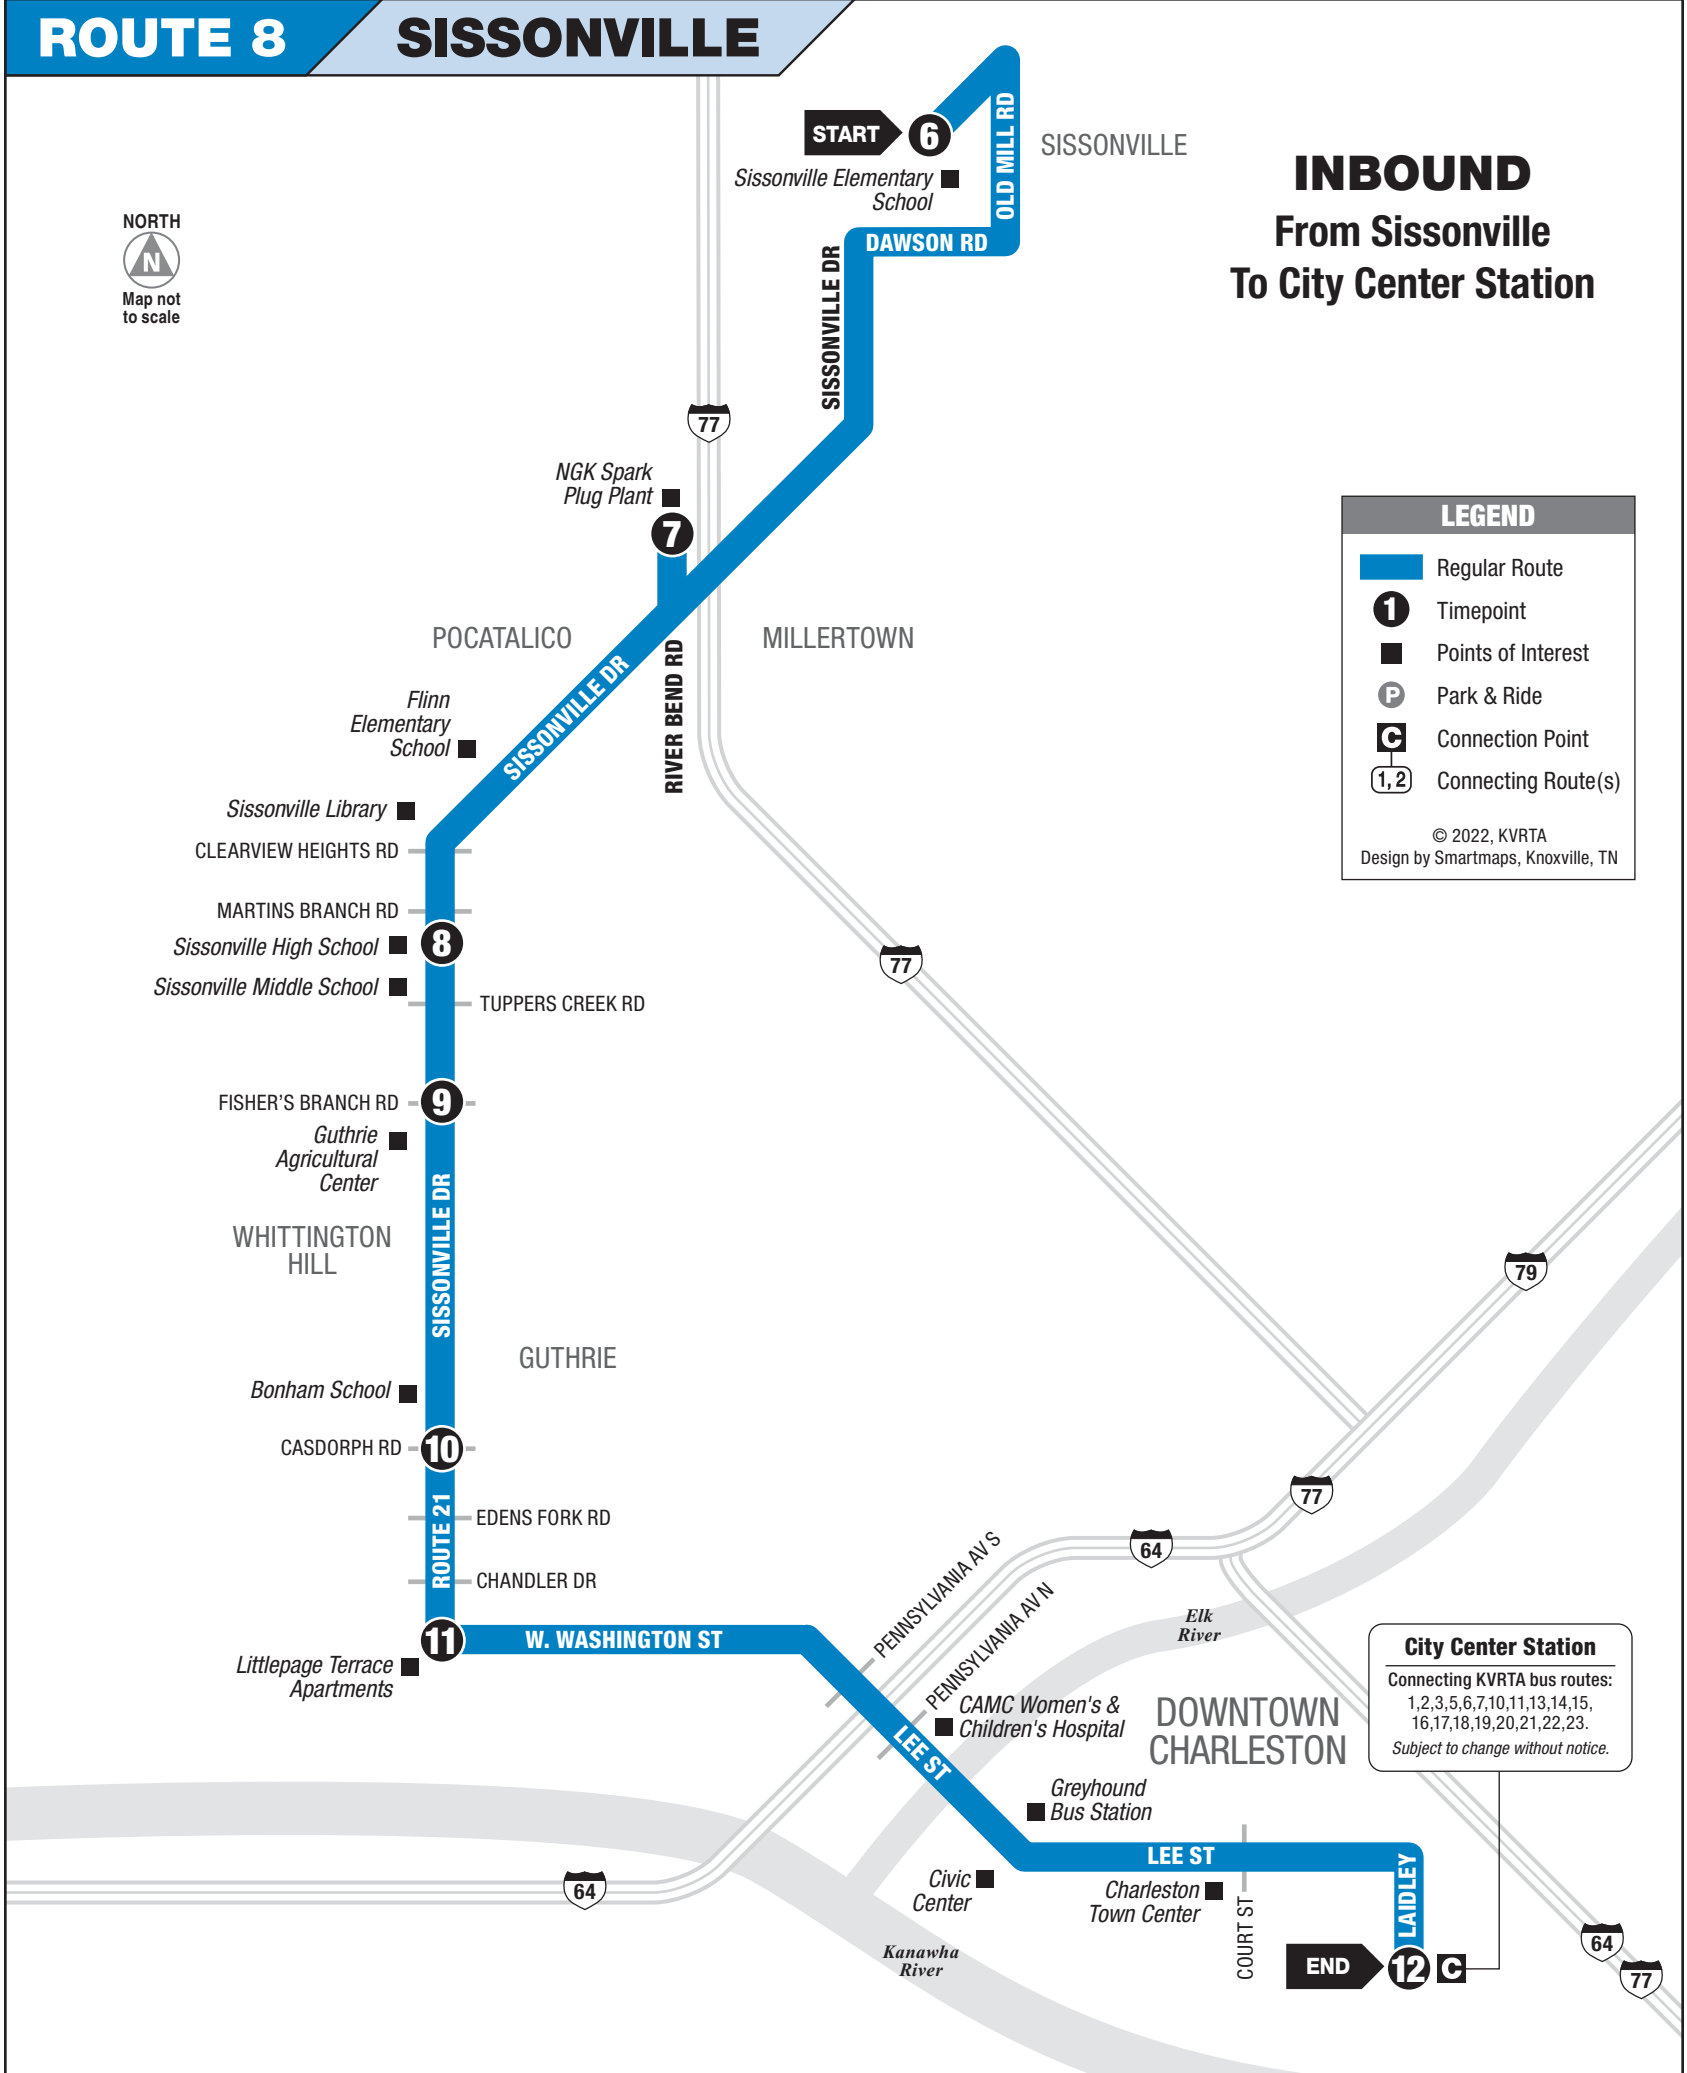 ROUTE 8
SISSONVILLE
INBOUND
From Sissonville
To City Center Station
NORTH
N
Map not
to scale
START
6
Sissonville Elementary
School
OLD MILL RD
SISSONVILLE
DAWSON RD
SISSONVILLE DR
77
NGK Spark
Plug Plant
7
LEGEND
Regular Route
1
Timepoint
Points of Interest
P
Park & Ride
C
Connection Point
1, 2
Connecting Route(s)
© 2022, KVRTA
Design by Smartmaps, Knoxville, TN
POCATALICO
MILLERTOWN
SISSONVILLE DR
RIVER BEND RD
Flinn
Elementary
School
Sissonville Library
CLEARVIEW HEIGHTS RD
MARTINS BRANCH RD
Sissonville High School
8
Sissonville Middle School
TUPPERS CREEK RD
77
FISHER'S BRANCH RD
9
Guthrie
Agricultural
Center
SISSONVILLE DR
WHITTINGTON
HILL
79
GUTHRIE
Bonham School
CASDORPH RD
10
ROUTE 21
EDENS FORK RD
CHANDLER DR
77
64
PENNSYLVANIA AV S
PENNSYLVANIA AV N
Elk
River
11
W. WASHINGTON ST
Littlepage Terrace
Apartments
City Center Station
Connecting KVRTA bus routes:
1,2,3,5,6,7,10,11,13,14,15,
16,17,18,19,20,21,22,23.
Subject to change without notice.
CAMC Women's &
Children's Hospital
DOWNTOWN
CHARLESTON
LEE ST
Greyhound
Bus Station
LEE ST
LAIDLEY
64
Civic
Center
Charleston
Town Center
COURT ST
Kanawha
River
END
12
C
64
77